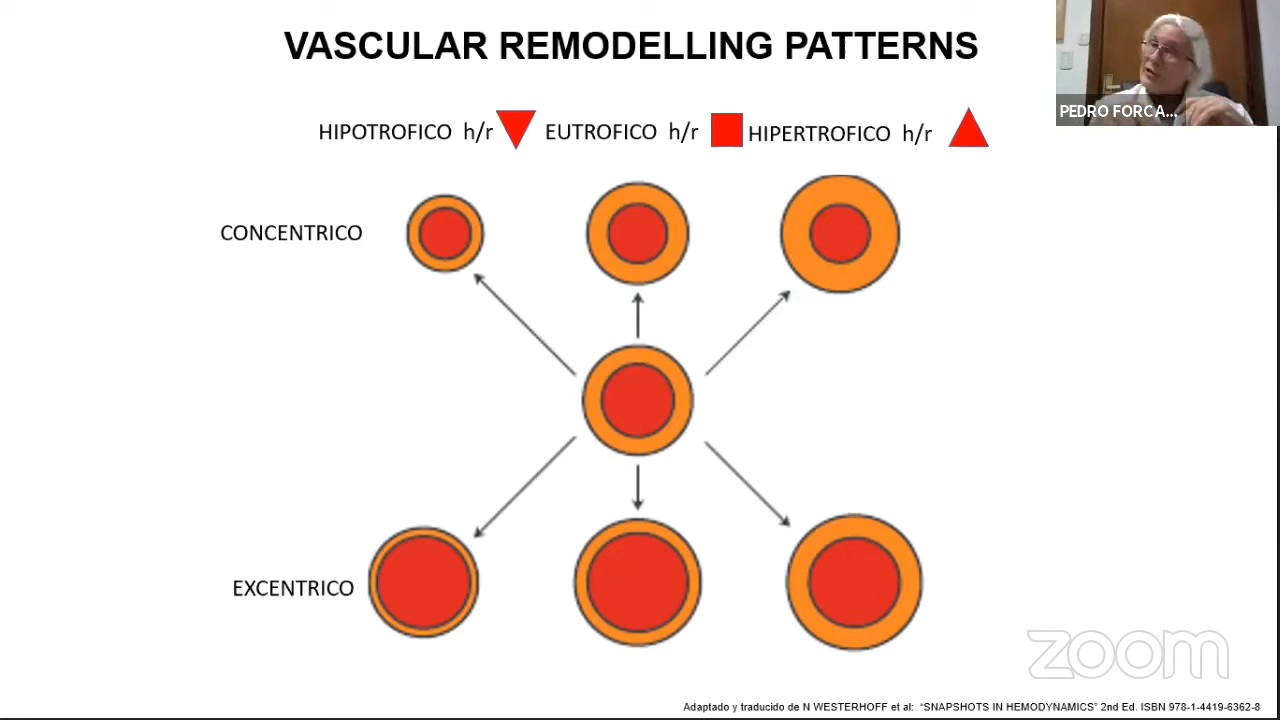 VASCULAR REMODELLING PATTERNS
PEDRO FORCA...
HIPOTROFICO h/r
EUTROFICO h/r
HIPERTROFICO h/r
CONCENTRICO
EXCENTRICO
zoom
Adaptado y traducido de N WESTERHOFF et al: “SNAPSHOTS IN HEMODYNAMICS” 2nd Ed. ISBN 978-1-4419-6362-8